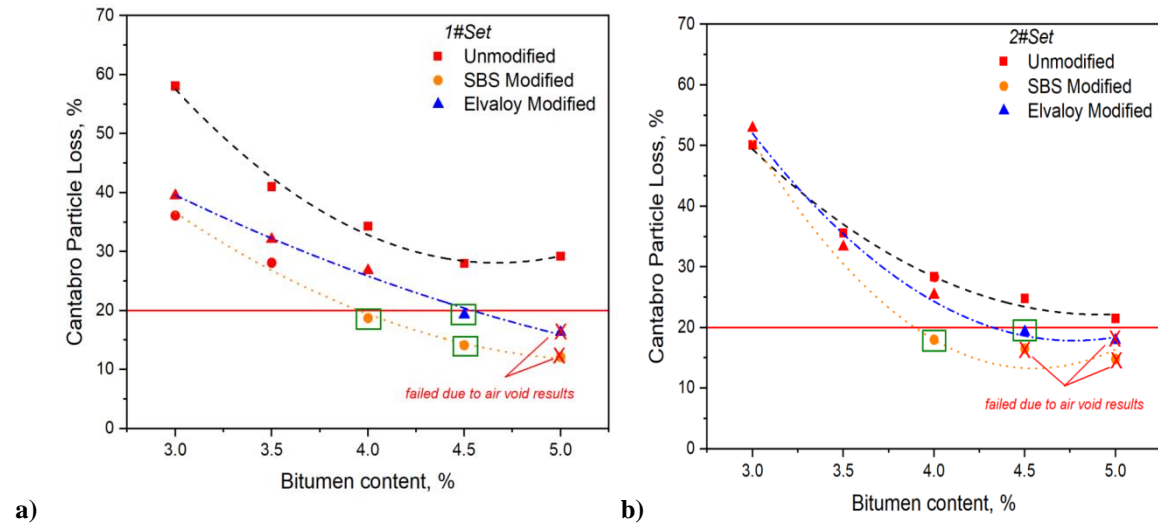 1#Set
Unmodified
SBS Modified
Elvaloy Modified
Cantabro Particle Loss, %
70
60
50
40
30
20
10
0
failed due to air void results
3.0 3.5 4.0 4.5 5.0
Bitumen content, %
a)
2#Set
Unmodified
SBS Modified
Elvaloy Modified
Cantabro Particle Loss, %
70
60
50
40
30
20
10
0
failed due to air void results
3.0 3.5 4.0 4.5 5.0
Bitumen content, %
b)